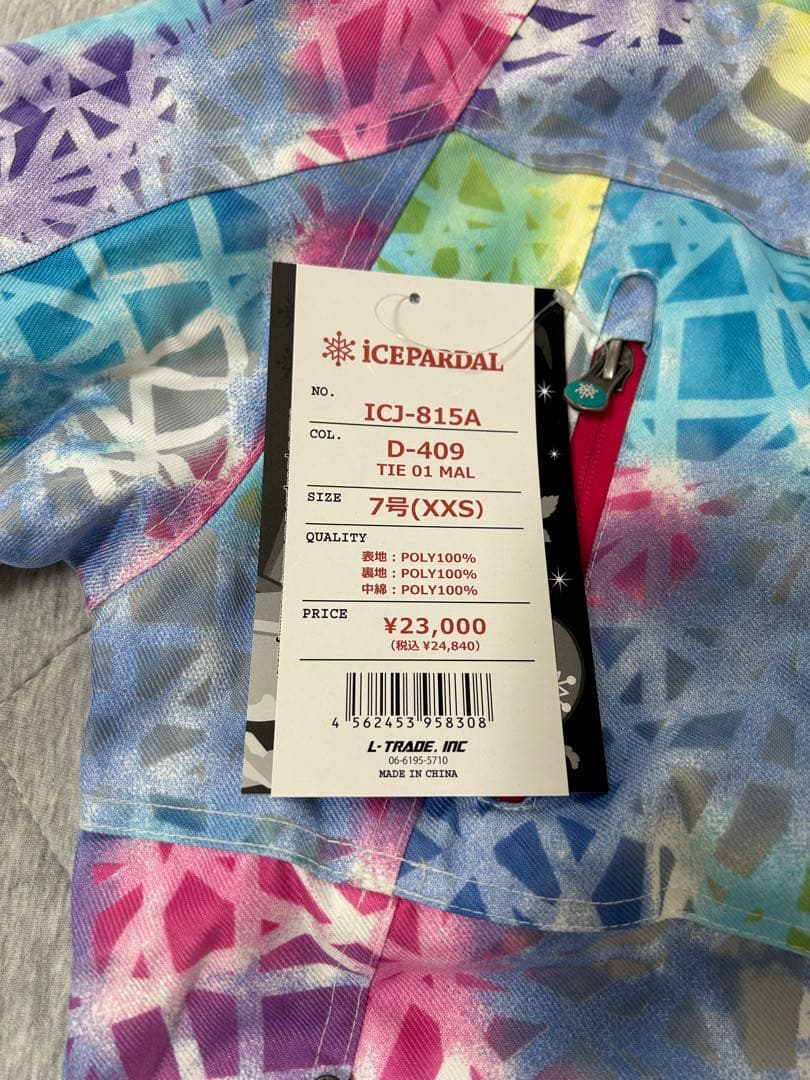 iCEPARDAL
NO.
ICJ-815A
COL.
D-409
TIE 01 MAL
SIZE
7号(XXS)
QUALITY
表地：POLY100%
裏地：POLY100%
中綿：POLY100%
PRICE
¥23,000
（税込 ¥24,840）
4 562453 958308
L-TRADE. INC
06-6195-5710
MADE IN CHINA